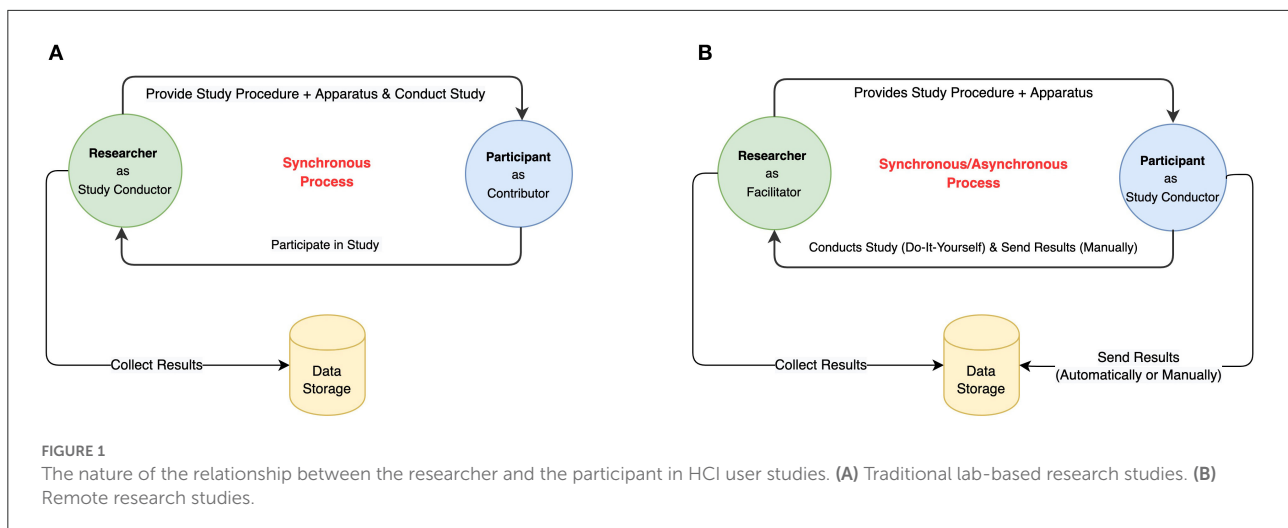 A
Provide Study Procedure + Apparatus & Conduct Study
Researcher
as
Study Conductor
Synchronous
Process
Participant
as
Contributor
Participate in Study
Collect Results
Data
Storage
B
Provides Study Procedure + Apparatus
Researcher
as
Facilitator
Synchronous/Asynchronous
Process
Participant
as
Study Conductor
Conducts Study (Do-It-Yourself) & Send Results (Manually)
Collect Results
Data
Storage
Send Results
(Automatically or Manually)
FIGURE 1
The nature of the relationship between the researcher and the participant in HCI user studies. (A) Traditional lab-based research studies. (B)
Remote research studies.